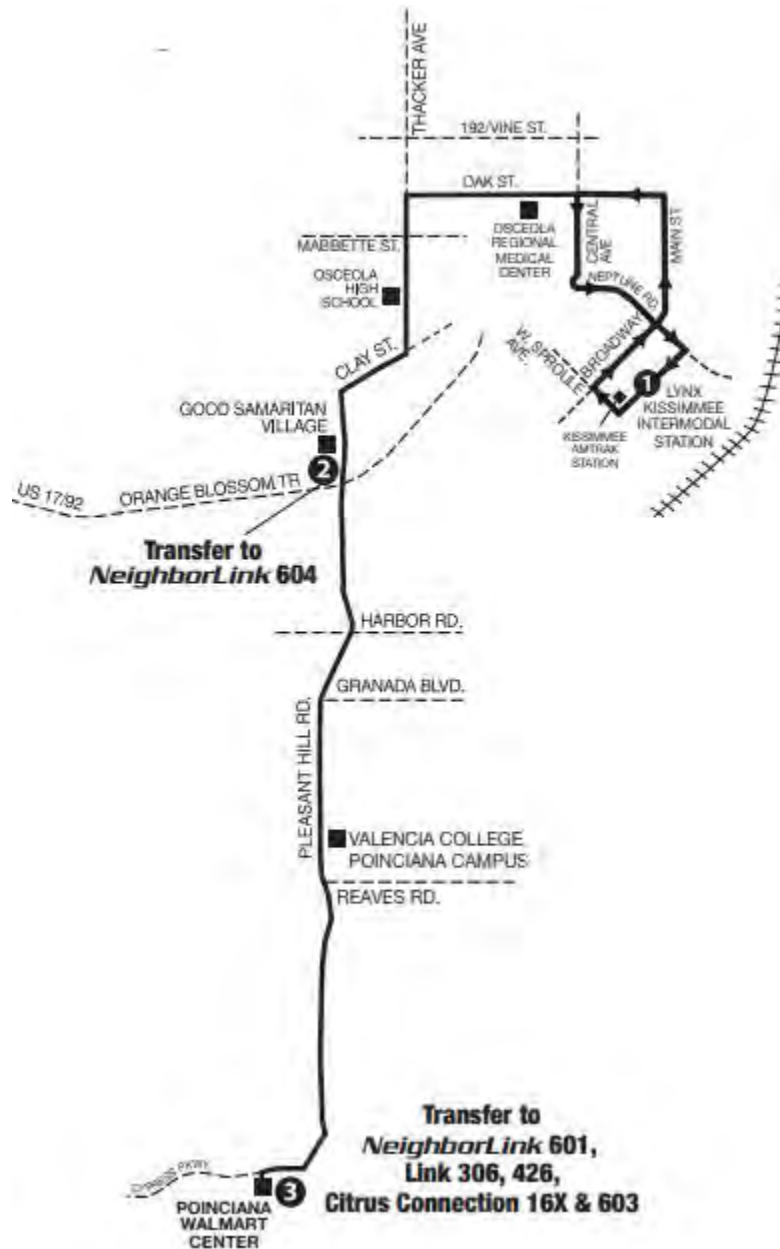 THACKER AVE
192/VINE ST.
OAK ST.
OSCEOLA
REGIONAL
MEDICAL
CENTER
CENTRAL
AVE
MAIN ST
MABBETTE ST.
NEPTUNE RD.
OSCEOLA
HIGH
SCHOOL
BROADWAY
W. SPROULE
AVE.
CLAY ST.
1
LYNX
KISSIMMEE
INTERMODAL
STATION
KISSIMMEE
AMTRAK
STATION
GOOD SAMARITAN
VILLAGE
2
US 17/92
ORANGE BLOSSOM TR
Transfer to
NeighborLink 604
HARBOR RD.
GRANADA BLVD.
PLEASANT HILL RD.
VALENCIA COLLEGE
POINCIANA CAMPUS
REAVES RD.
Transfer to
NeighborLink 601,
Link 306, 426,
Citrus Connection 16X & 603
CYPRESS PKWY.
3
POINCIANA
WALMART
CENTER